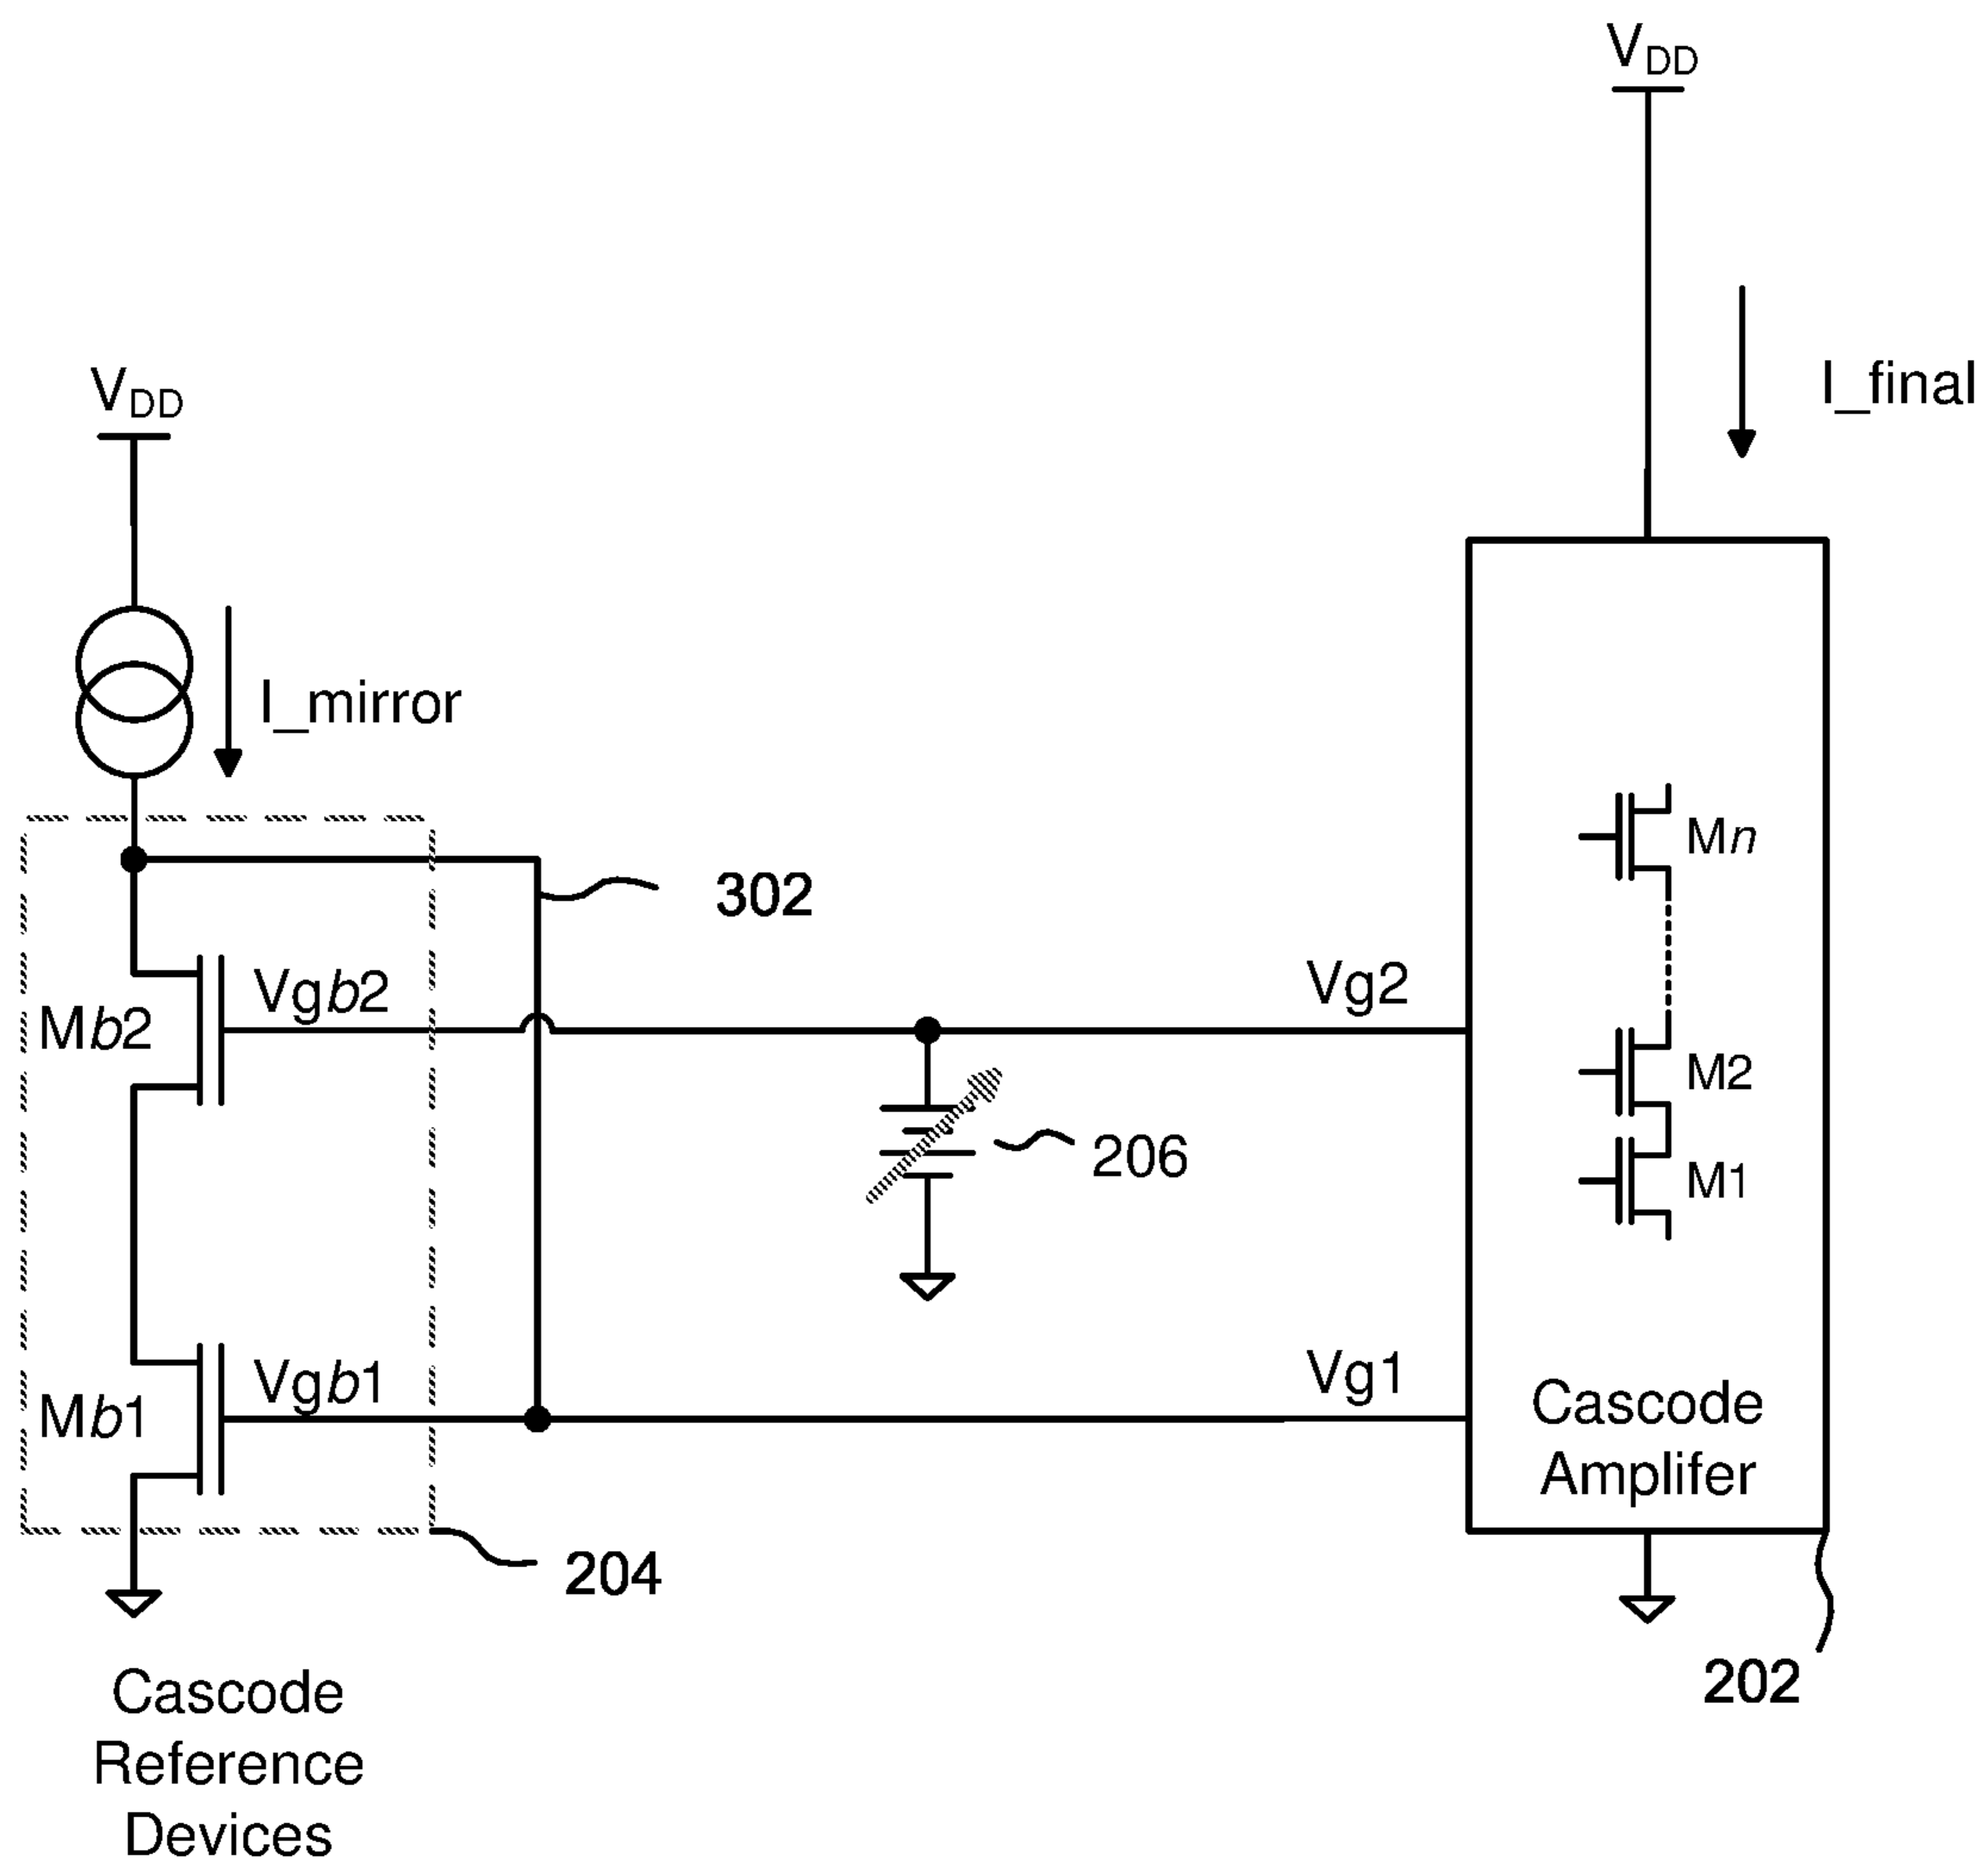 VDD
I_final
VDD
I_mirror
302
Mn
Vgb2
Vg2
Mb2
M2
206
M1
Vgb1
Vg1
Mb1
Cascode
Amplifer
204
202
Cascode
Reference
Devices